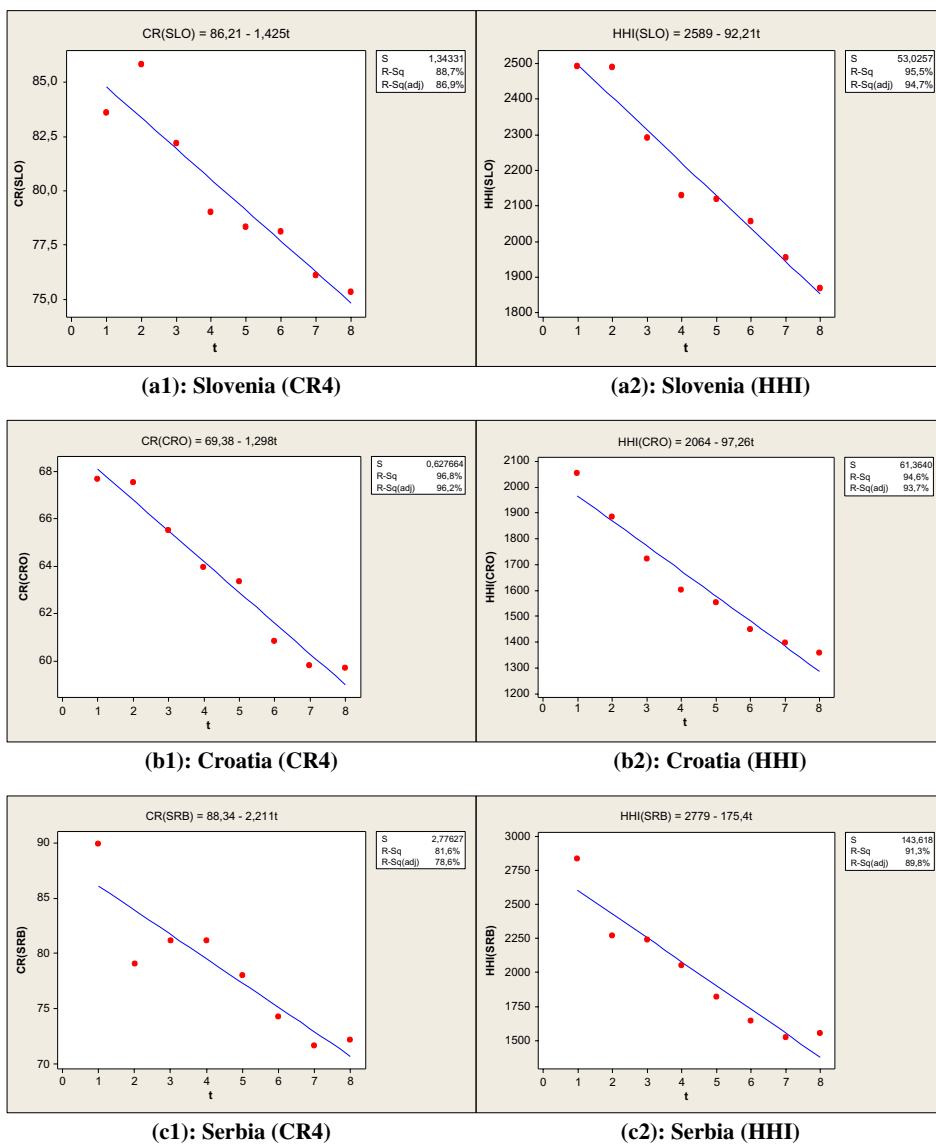 CR(SLO) = 86,21 - 1,425t
S 1,34331
R-Sq 88,7%
R-Sq(adj) 86,9%
85,0
82,5
80,0
77,5
75,0
CR(SLO)
0 1 2 3 4 5 6 7 8
t
(a1): Slovenia (CR4)
HHI(SLO) = 2589 - 92,21t
S 53,0257
R-Sq 95,5%
R-Sq(adj) 94,7%
2500
2400
2300
2200
2100
2000
1900
1800
HHI(SLO)
0 1 2 3 4 5 6 7 8
t
(a2): Slovenia (HHI)
CR(CRO) = 69,38 - 1,298t
S 0,627664
R-Sq 96,8%
R-Sq(adj) 96,2%
68
66
64
62
60
CR(CRO)
0 1 2 3 4 5 6 7 8
t
(b1): Croatia (CR4)
HHI(CRO) = 2064 - 97,26t
S 61,3640
R-Sq 94,6%
R-Sq(adj) 93,7%
2100
2000
1900
1800
1700
1600
1500
1400
1300
1200
HHI(CRO)
0 1 2 3 4 5 6 7 8
t
(b2): Croatia (HHI)
CR(SRB) = 88,34 - 2,211t
S 2,77627
R-Sq 81,6%
R-Sq(adj) 78,6%
90
85
80
75
70
CR(SRB)
0 1 2 3 4 5 6 7 8
t
(c1): Serbia (CR4)
HHI(SRB) = 2779 - 175,4t
S 143,618
R-Sq 91,3%
R-Sq(adj) 89,8%
3000
2750
2500
2250
2000
1750
1500
HHI(SRB)
0 1 2 3 4 5 6 7 8
t
(c2): Serbia (HHI)